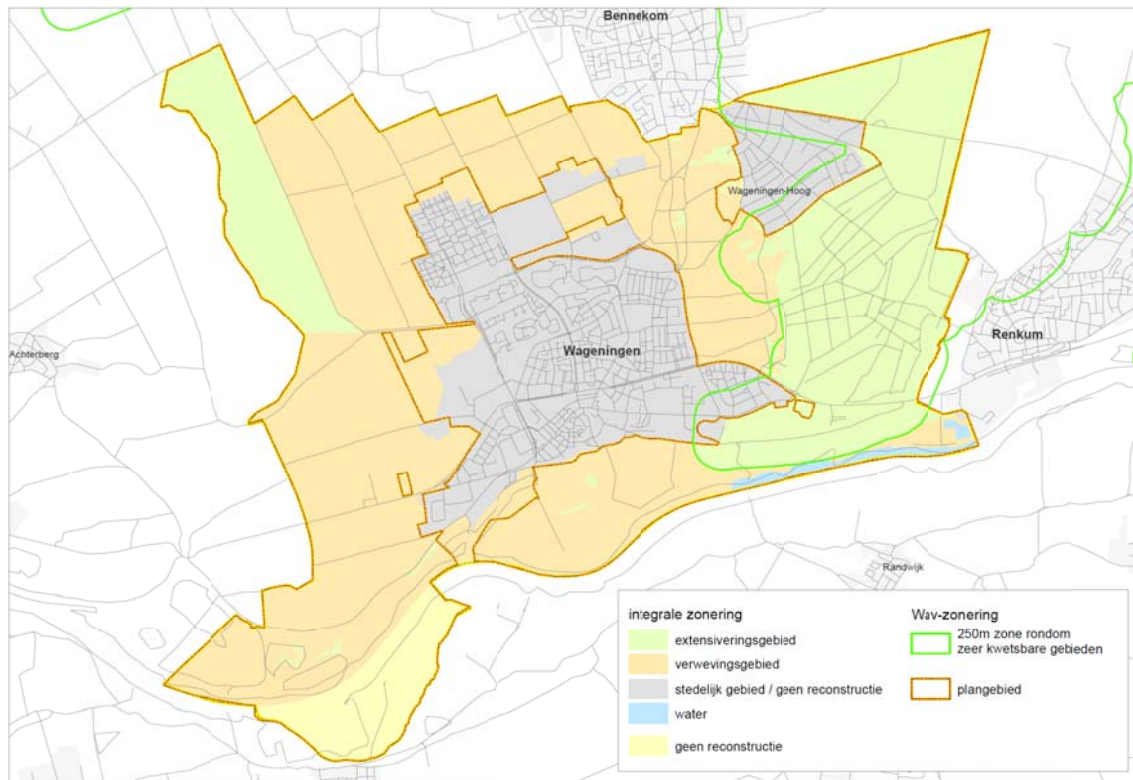 Bennekom
Wageningen-Hoog
Achterberg
Wageningen
Renkum
Randwijk
integrale zonering
extensiveringsgebied
verwevingsgebied
stedelijk gebied / geen reconstructie
water
geen reconstructie
Wav-zonering
250m zone rondom
zeer kwetsbare gebieden
plangebied